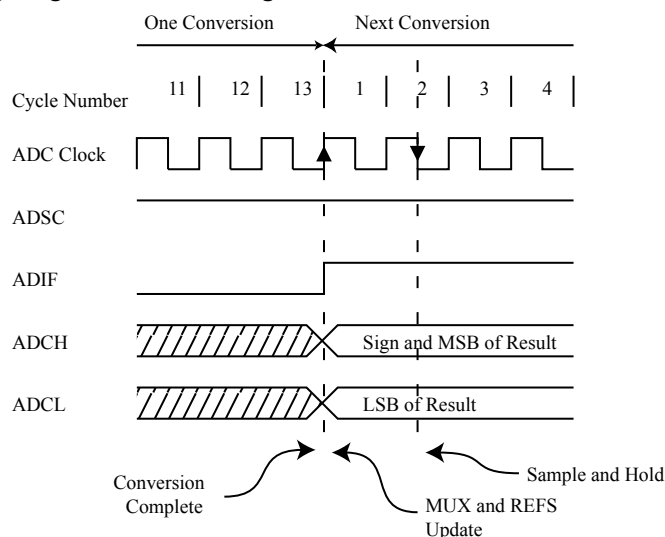 One Conversion Next Conversion
Cycle Number 11 12 13 1 2 3 4
ADC Clock
ADSC
ADIF
ADCH Sign and MSB of Result
ADCL LSB of Result
Conversion
Complete
MUX and REFS
Update
Sample and Hold